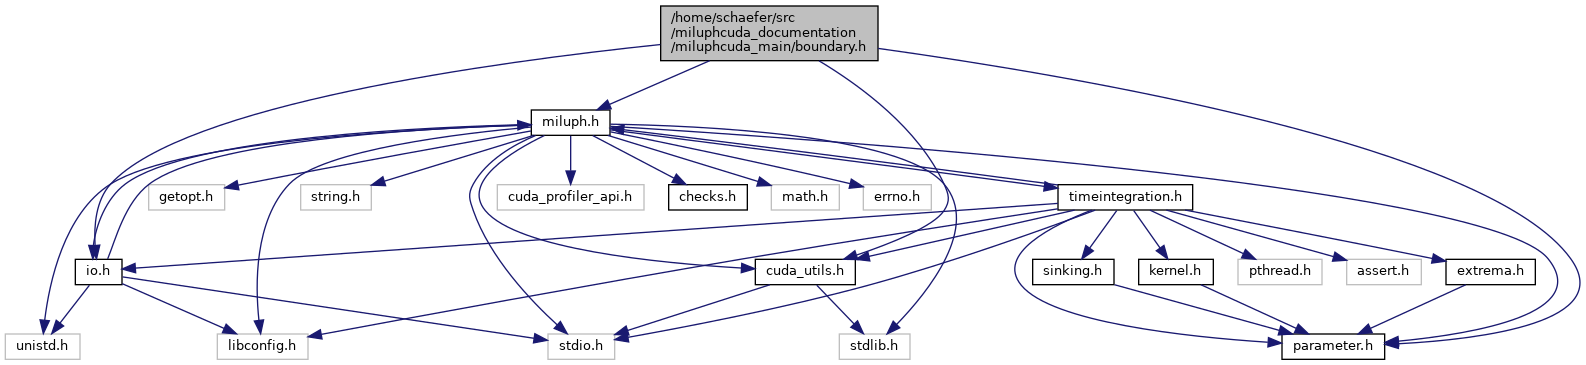 /home/schaefer/src
/miluphcuda_documentation
/miluphcuda_main/boundary.h
miluph.h
getopt.h
string.h
cuda_profiler_api.h
checks.h
math.h
errno.h
timeintegration.h
io.h
cuda_utils.h
sinking.h
kernel.h
pthread.h
assert.h
extrema.h
unistd.h
libconfig.h
stdio.h
stdlib.h
parameter.h